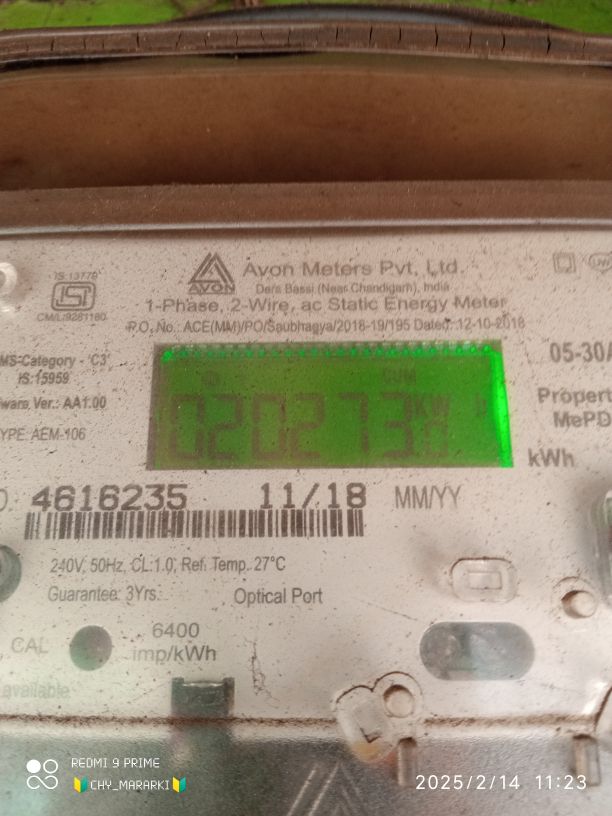 IS:13779
ISI
CM/L/9281180
AVON
Avon Meters Pvt. Ltd.
Dera Bassi (Near Chandigarh), India
1-Phase, 2-Wire, ac Static Energy Meter
P.O. No. ACE(MM)/PO/Saubhagya/2018-19/195 Dated: 12-10-2018
MS-Category - 'C3'
IS:15959
ware Ver.: AA1.00
YPE: AEM-106
CUM
020273
KW h
05-30A
Propert
MePD
kWh
4616235 11/18 MM/YY
240V, 50Hz, CL:1.0, Ref. Temp. 27°C
Guarantee: 3Yrs. Optical Port
CAL
6400
imp/kWh
available
REDMI 9 PRIME
CHY_MARARKI
2025/2/14 11:23